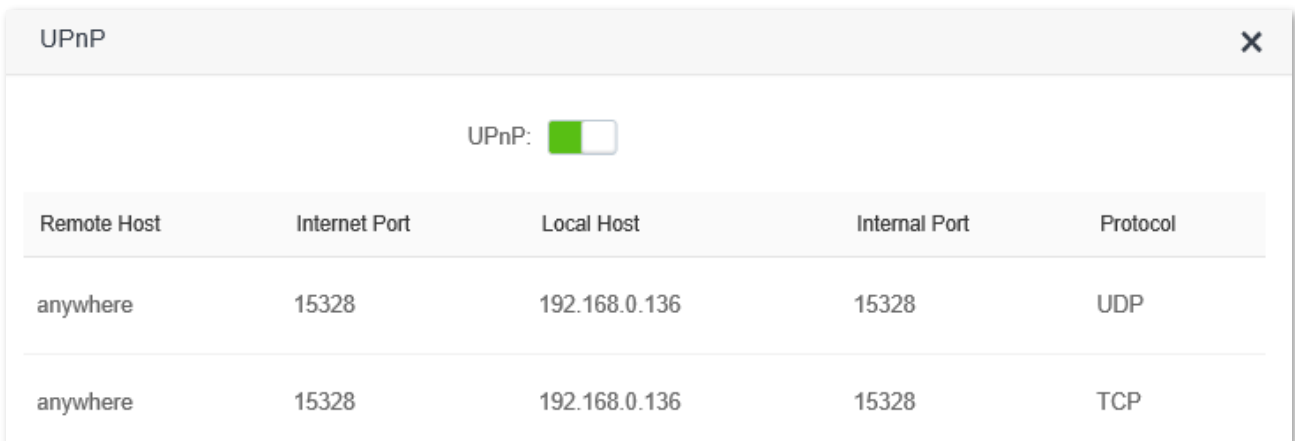 UPnP
UPnP:
Remote Host Internet Port Local Host Internal Port Protocol
anywhere 15328 192.168.0.136 15328 UDP
anywhere 15328 192.168.0.136 15328 TCP